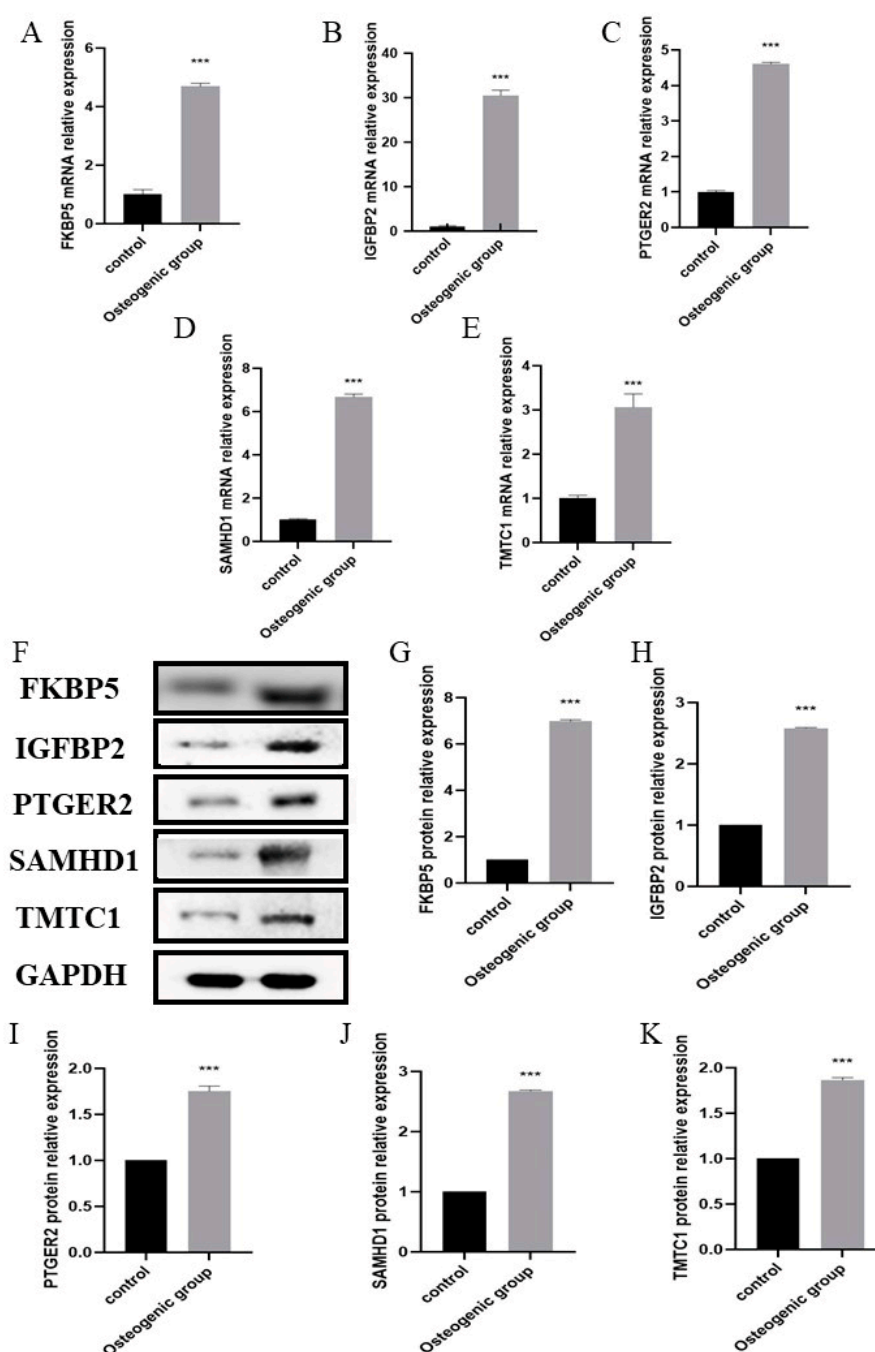 A
FKBP5 mRNA relative expression
6
4
2
0
***
control
Osteogenic group
B
IGFBP2 mRNA relative expression
40
30
20
10
0
***
control
Osteogenic group
C
PTGER2 mRNA relative expression
5
4
3
2
1
0
***
control
Osteogenic group
D
SAMHD1 mRNA relative expression
8
6
4
2
0
***
control
Osteogenic group
E
TMTC1 mRNA relative expression
4
3
2
1
0
***
control
Osteogenic group
F
FKBP5
IGFBP2
PTGER2
SAMHD1
TMTC1
GAPDH
G
FKBP5 protein relative expression
8
6
4
2
0
***
control
Osteogenic group
H
IGFBP2 protein relative expression
3
2
1
0
***
control
Osteogenic group
I
PTGER2 protein relative expression
2.0
1.5
1.0
0.5
0.0
***
control
Osteogenic group
J
SAMHD1 protein relative expression
3
2
1
0
***
control
Osteogenic group
K
TMTC1 protein relative expression
2.0
1.5
1.0
0.5
0.0
***
control
Osteogenic group